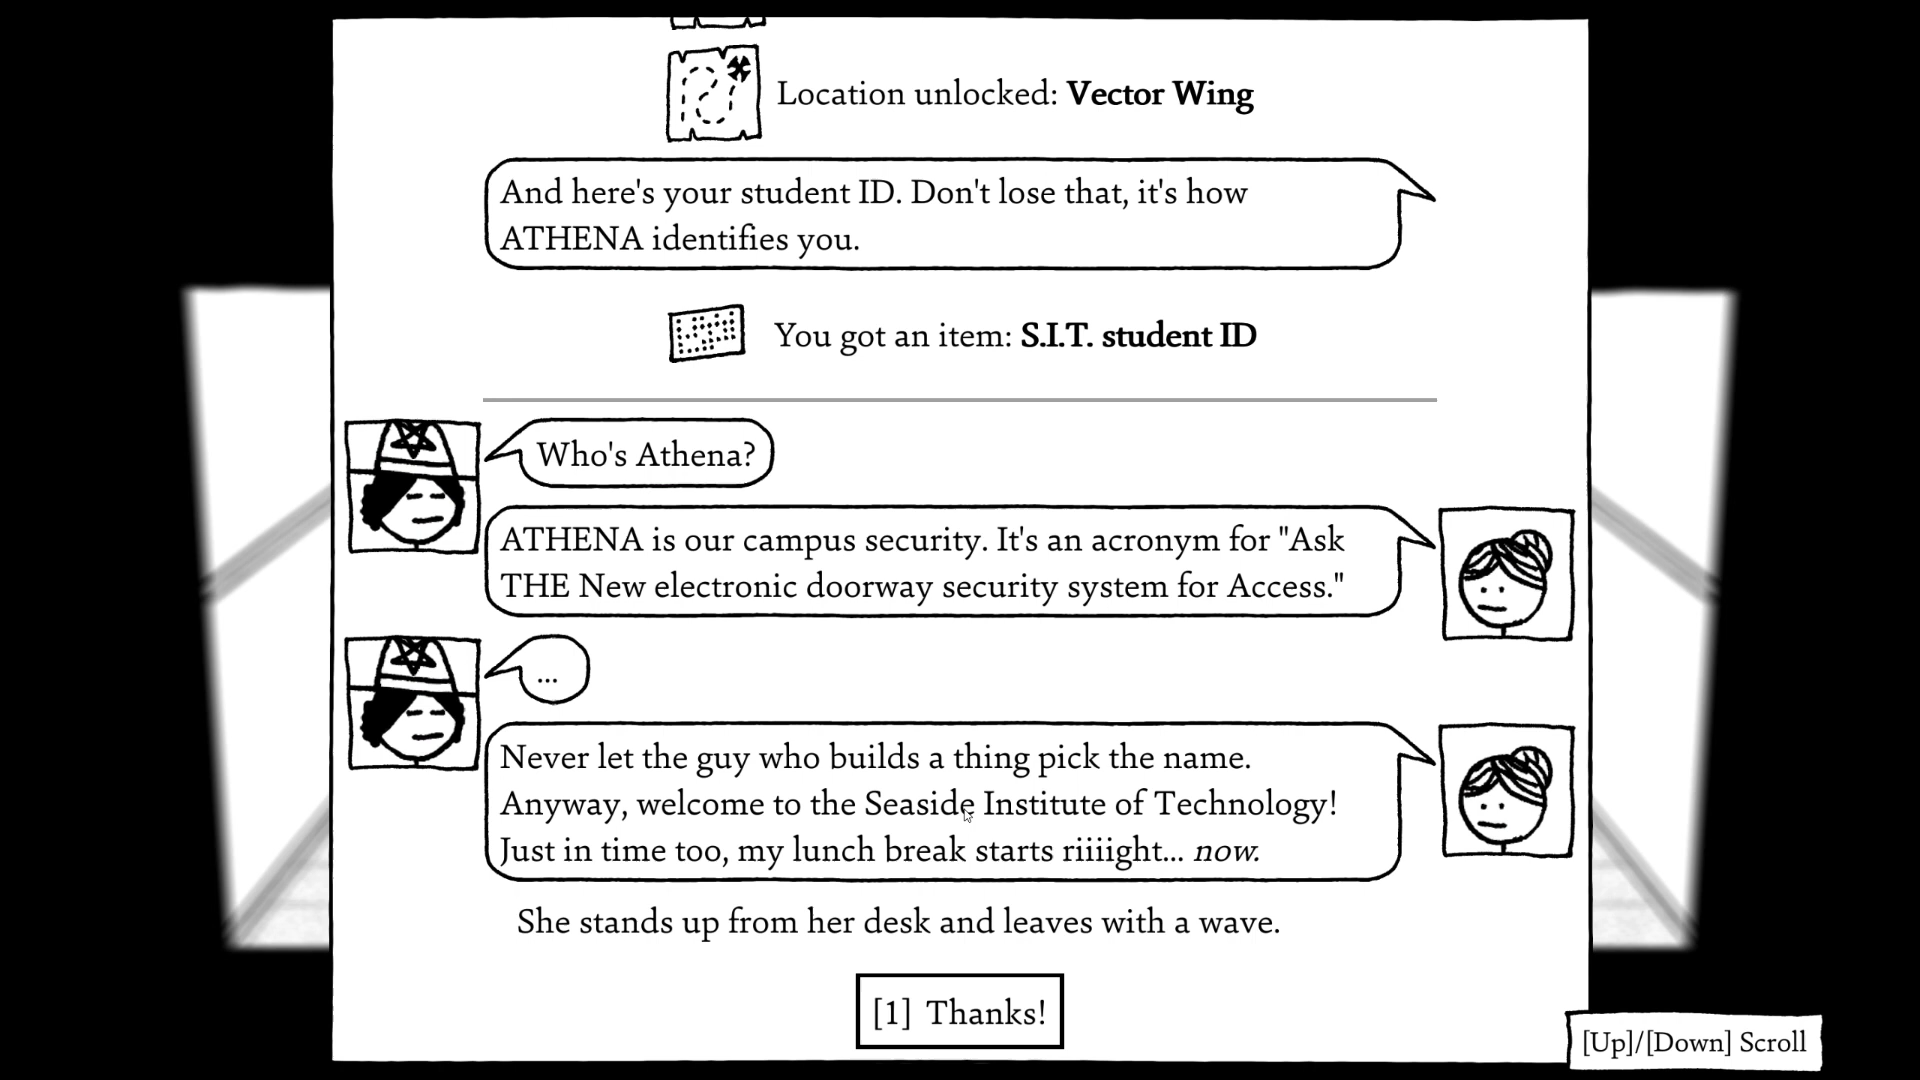 Location unlocked: Vector Wing
And here's your student ID. Don't lose that, it's how
ATHENA identifies you.
You got an item: S.I.T. student ID
Who's Athena?
ATHENA is our campus security. It's an acronym for "Ask
THE New electronic doorway security system for Access."
...
Never let the guy who builds a thing pick the name.
Anyway, welcome to the Seaside Institute of Technology!
Just in time too, my lunch break starts riiiight... now.
She stands up from her desk and leaves with a wave.
[1] Thanks!
[Up]/[Down] Scroll